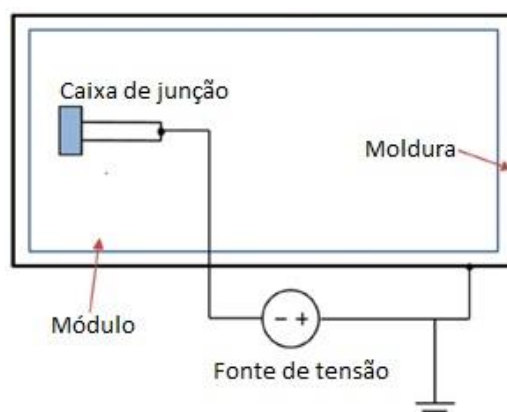 Caixa de junção
Moldura
Módulo
- +
Fonte de tensão